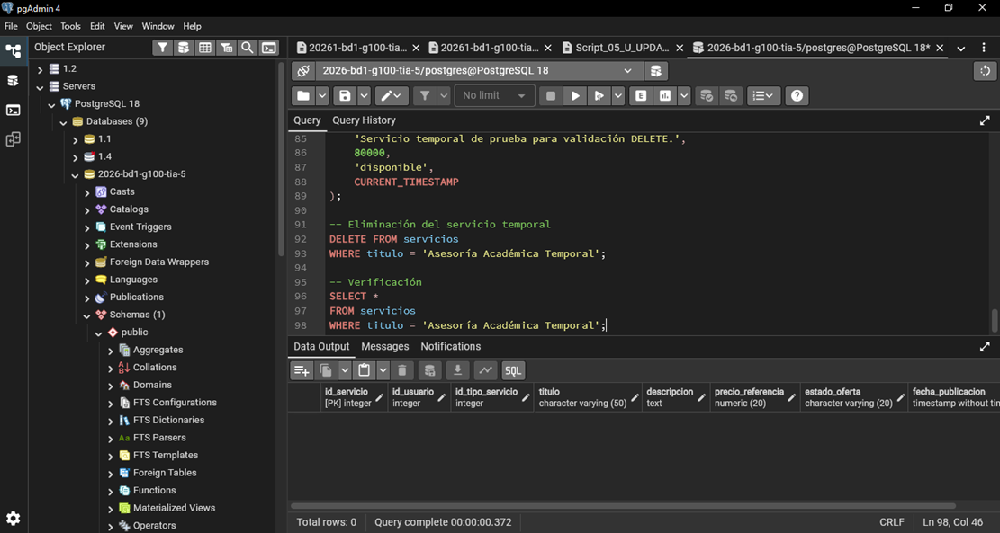 pgAdmin 4
File Object Tools Edit View Window Help
Object Explorer
20261-bd1-g100-tia... 20261-bd1-g100-tia... Script_05_U_UPDA... 2026-bd1-g100-tia-5/postgres@PostgreSQL 18*
1.2
Servers
PostgreSQL 18
Databases (9)
1.1
1.4
2026-bd1-g100-tia-5
Casts
Catalogs
Event Triggers
Extensions
Foreign Data Wrappers
Languages
Publications
Schemas (1)
public
Aggregates
Collations
Domains
FTS Configurations
FTS Dictionaries
Aa FTS Parsers
FTS Templates
Foreign Tables
Functions
Materialized Views
Operators
2026-bd1-g100-tia-5/postgres@PostgreSQL 18
No limit
E
Query Query History
85 'Servicio temporal de prueba para validación DELETE.',
86 80000,
87 'disponible',
88 CURRENT_TIMESTAMP
89 );
90
91 -- Eliminación del servicio temporal
92 DELETE FROM servicios
93 WHERE titulo = 'Asesoría Académica Temporal';
94
95 -- Verificación
96 SELECT *
97 FROM servicios
98 WHERE titulo = 'Asesoría Académica Temporal';
Data Output Messages Notifications
SQL
id_servicio id_usuario id_tipo_servicio titulo descripcion precio_referencia estado_oferta fecha_publicacion
[PK] integer integer integer character varying (50) text numeric (20) character varying (20) timestamp without tim
Total rows: 0 Query complete 00:00:00.372 CRLF Ln 98, Col 46